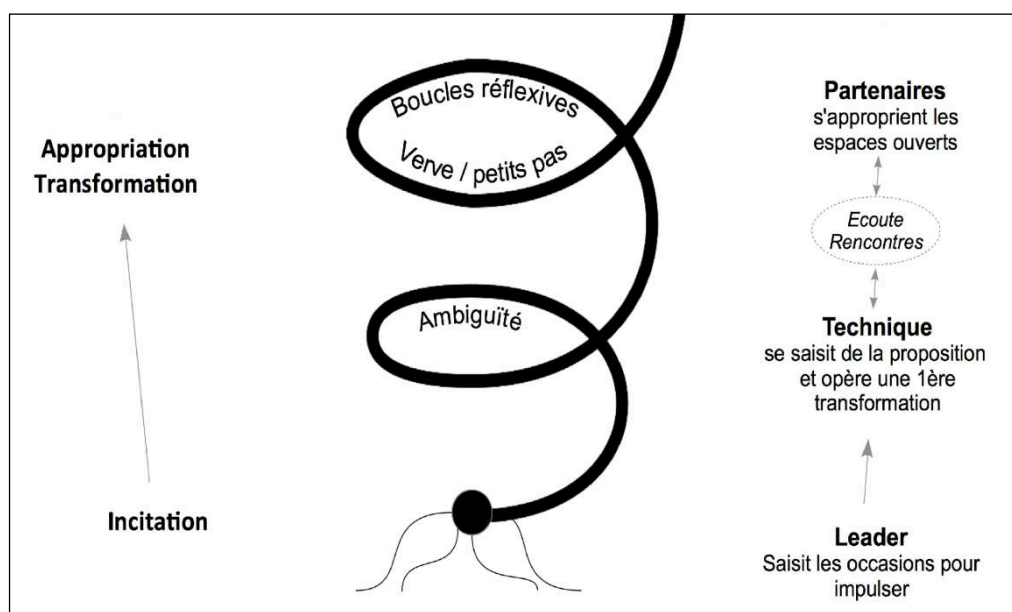 Appropriation
Transformation
Incitation
Boucles réflexives
Verve / petits pas
Ambiguïté
Partenaires
s'approprient les
espaces ouverts
Ecoute
Rencontres
Technique
se saisit de la proposition
et opère une 1ère
transformation
Leader
Saisit les occasions pour
impulser